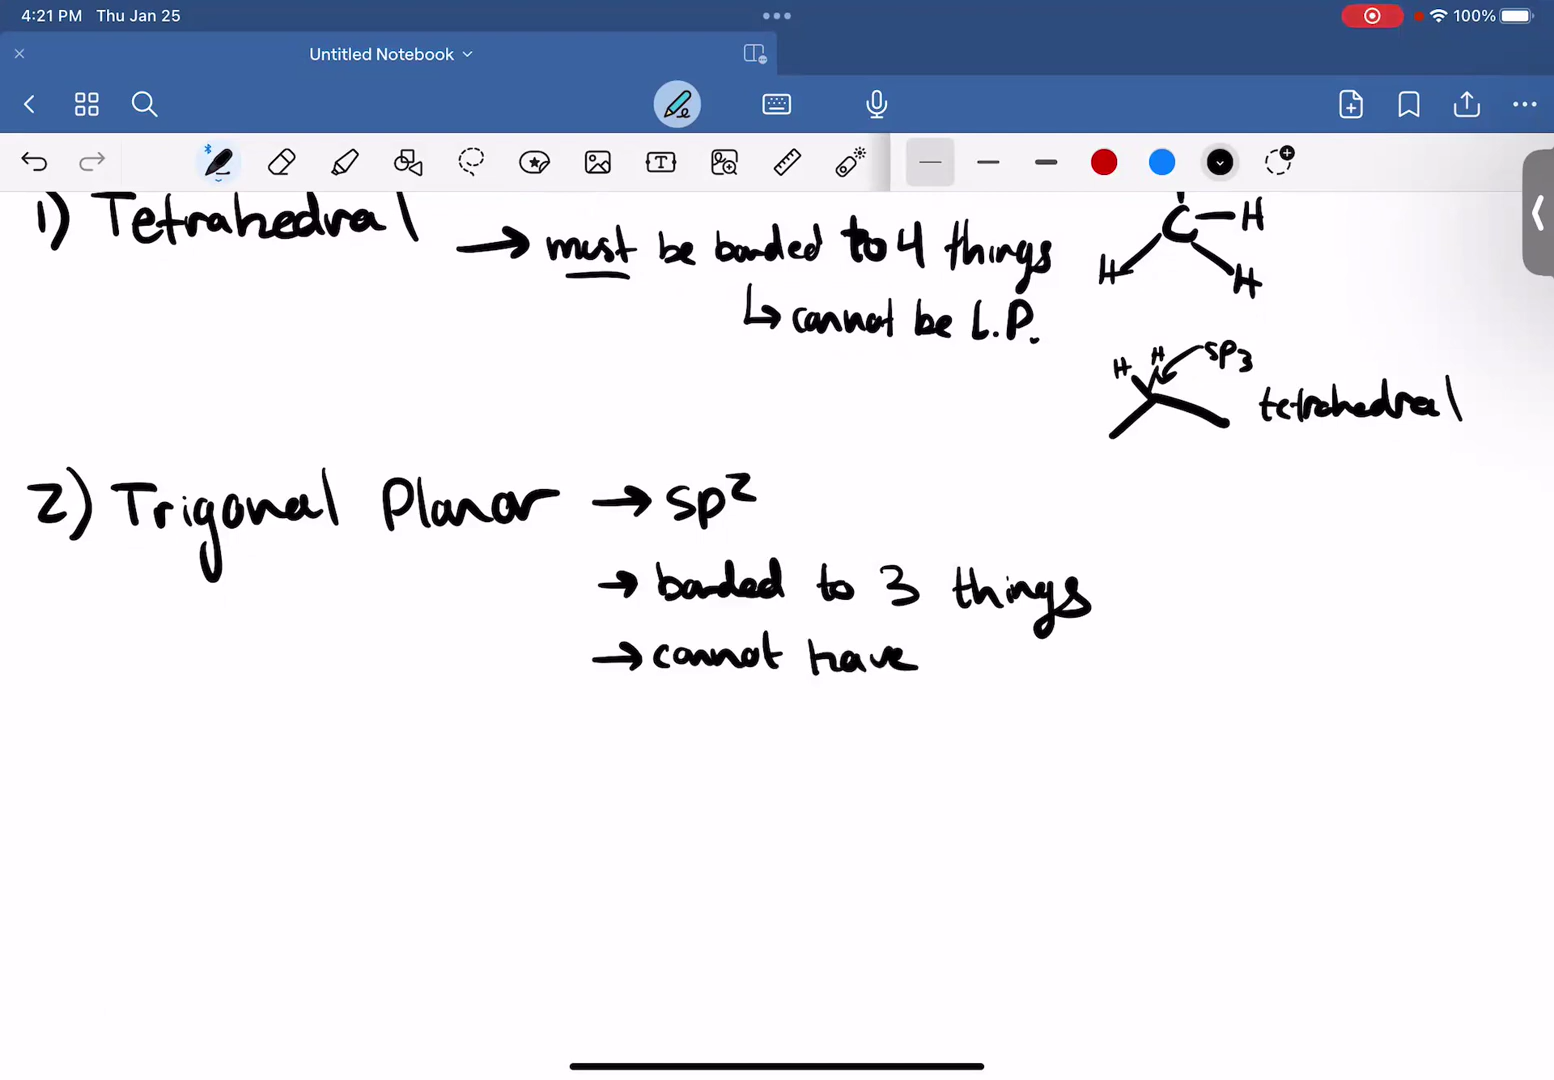 4:21 PM Thu Jan 25
100%
Untitled Notebook
1) Tetrahedral
→ must be bonded to 4 things
↳ cannot be L.P.
C-H
H
H
H H sp3
tetrahedral
2) Trigonal Planar → sp²
→ bonded to 3 things
→ cannot have